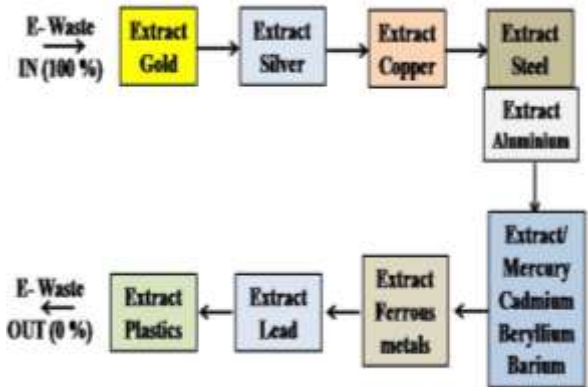 E- Waste
IN (100 %)
Extract
Gold
Extract
Silver
Extract
Copper
Extract
Steel
Extract
Aluminium
Extract/
Mercury
Cadmium
Beryllium
Barium
Extract
Ferrous
metals
Extract
Lead
Extract
Plastics
E- Waste
OUT (0 %)